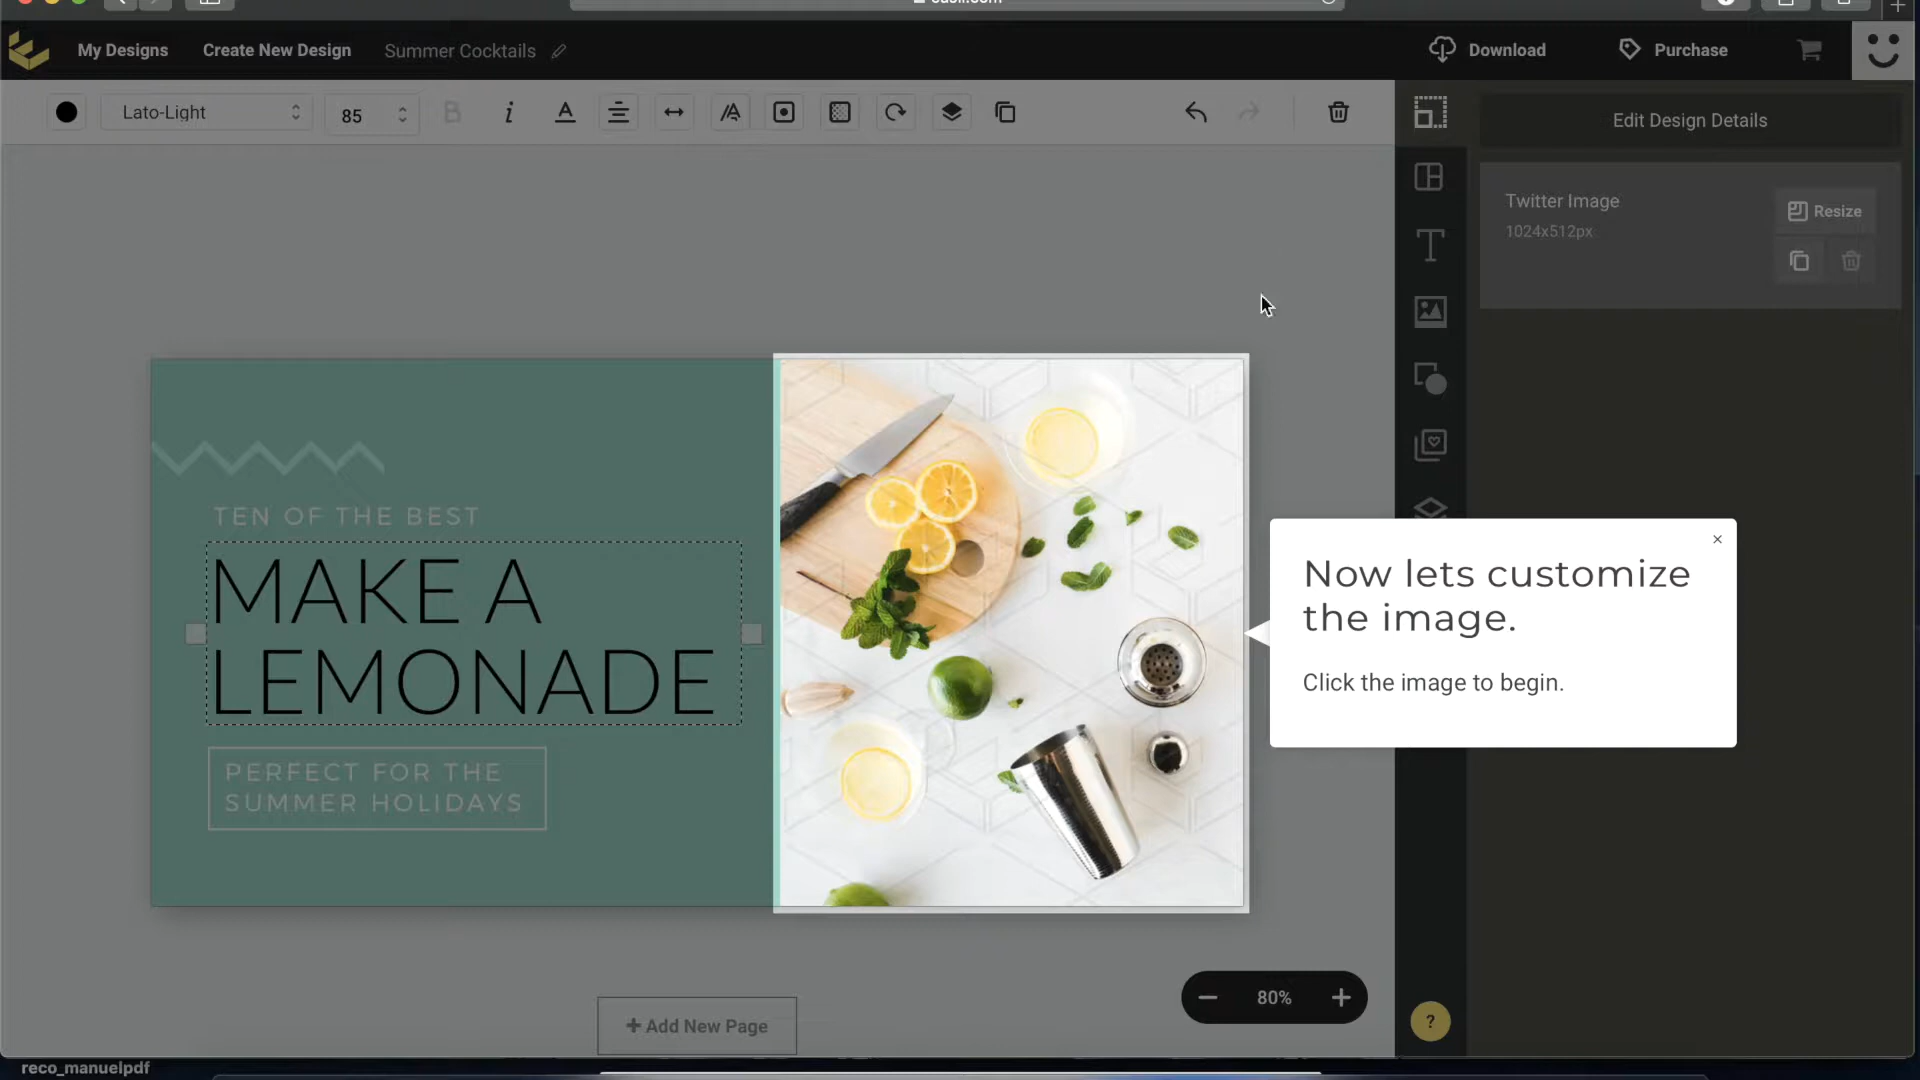 My Designs
Create New Design
Summer Cocktails
Download
Purchase
Lato-Light
85
B
i
A
Edit Design Details
Twitter Image
1024x512px
Resize
TEN OF THE BEST
MAKE A
LEMONADE
PERFECT FOR THE
SUMMER HOLIDAYS
×
Now lets customize
the image.
Click the image to begin.
80%
+ Add New Page
?
reco_manuelpdf